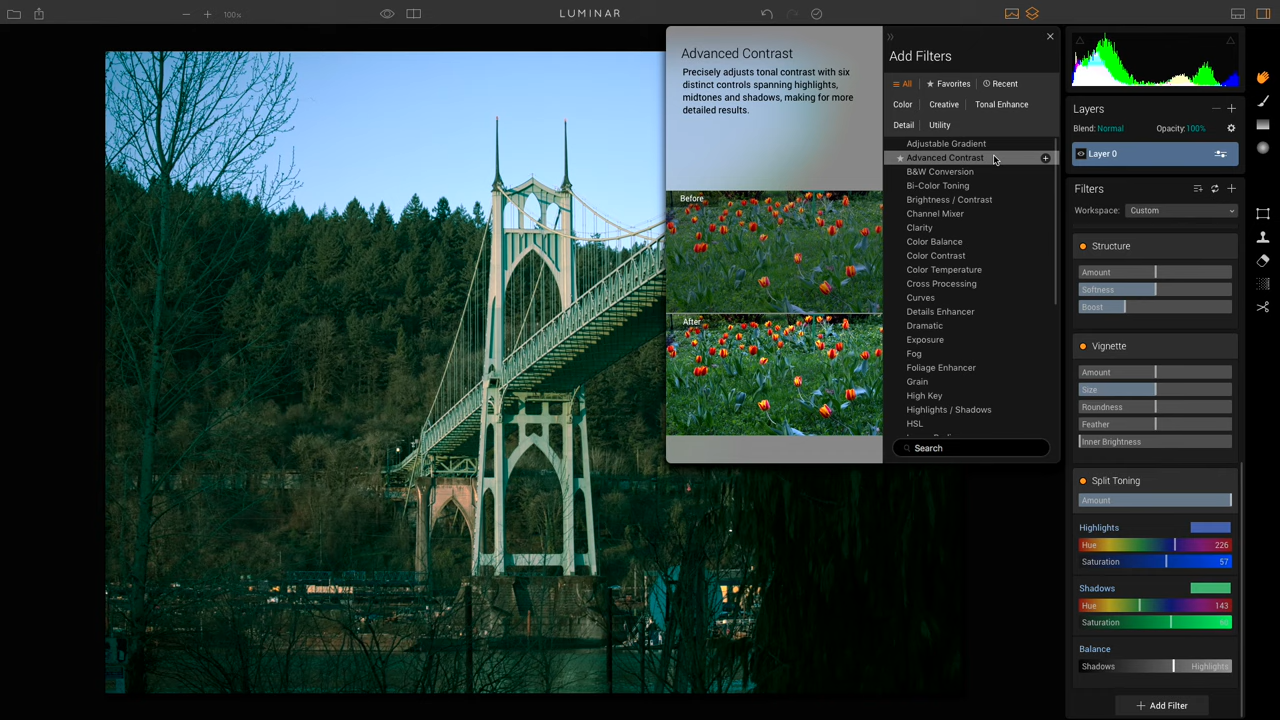 100%
LUMINAR
Advanced Contrast
Precisely adjusts tonal contrast with six
distinct controls spanning highlights,
midtones and shadows, making for more
detailed results.
Before
After
Add Filters
All
Favorites
Recent
Color
Creative
Tonal Enhance
Detail
Utility
Adjustable Gradient
Advanced Contrast
B&W Conversion
Bi-Color Toning
Brightness / Contrast
Channel Mixer
Clarity
Color Balance
Color Contrast
Color Temperature
Cross Processing
Curves
Details Enhancer
Dramatic
Exposure
Fog
Foliage Enhancer
Grain
High Key
Highlights / Shadows
HSL
Search
Layers
Blend: Normal
Opacity: 100%
Layer 0
Filters
Workspace: Custom
Structure
Amount
Softness
Boost
Vignette
Amount
Size
Roundness
Feather
Inner Brightness
Split Toning
Amount
Highlights
Hue 226
Saturation 57
Shadows
Hue 143
Saturation 60
Balance
Shadows Highlights
Add Filter